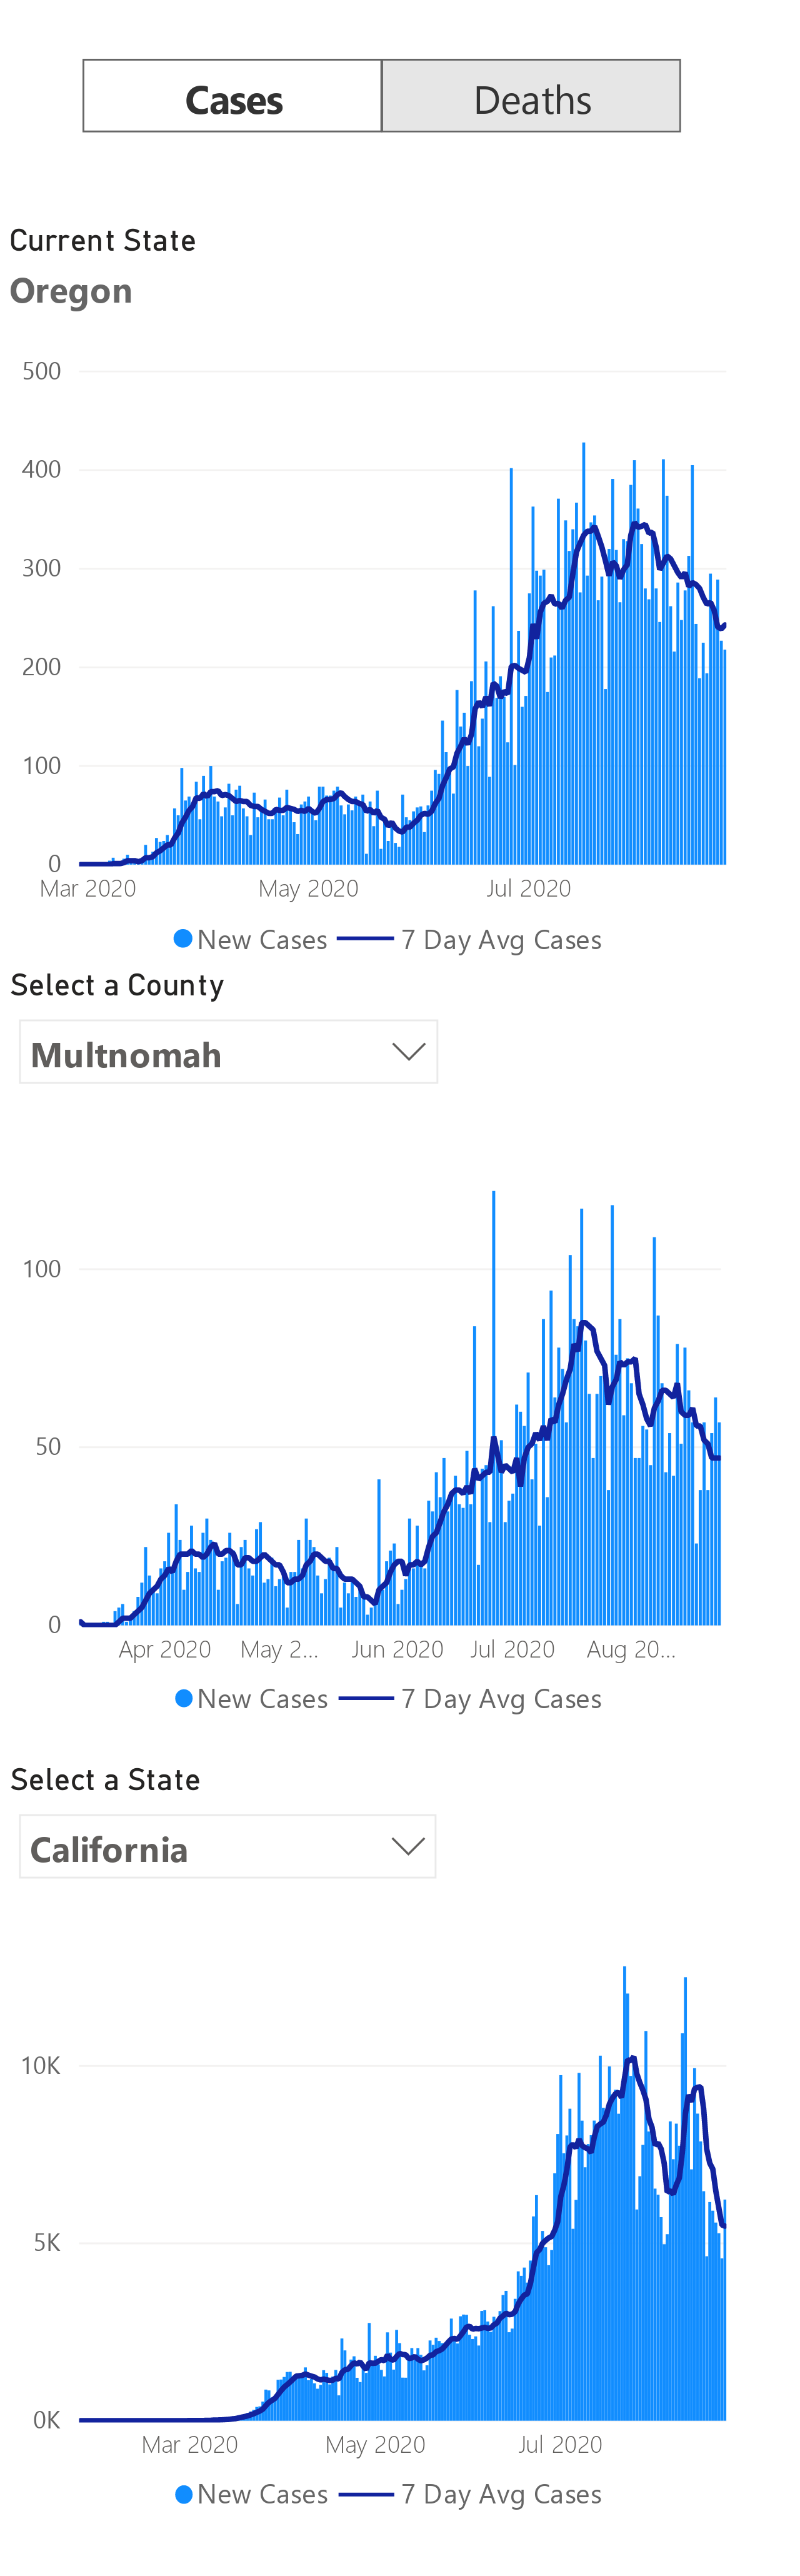 Cases Deaths
Current State
Oregon
500
400
300
200
100
0
Mar 2020 May 2020 Jul 2020
New Cases 7 Day Avg Cases
Select a County
Multnomah
100
50
0
Apr 2020 May 2... Jun 2020 Jul 2020 Aug 20...
New Cases 7 Day Avg Cases
Select a State
California
10K
5K
0K
Mar 2020 May 2020 Jul 2020
New Cases 7 Day Avg Cases